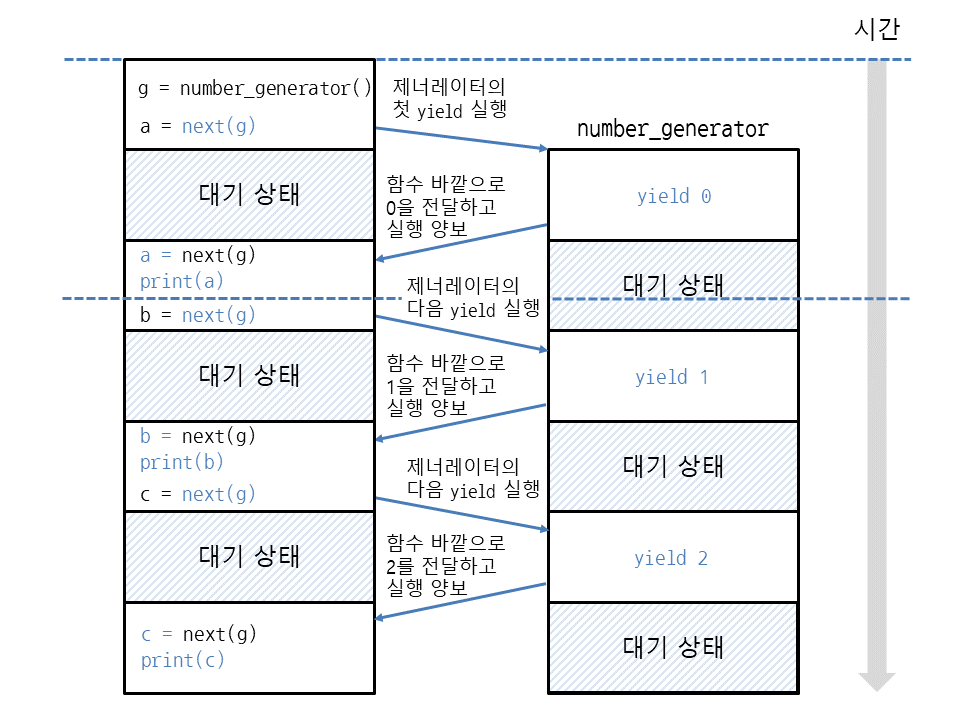 시간
g = number_generator()
a = next(g)
제너레이터의
첫 yield 실행
number_generator
대기 상태
함수 바깥으로
0을 전달하고
실행 양보
yield 0
a = next(g)
print(a)
대기 상태
제너레이터의
다음 yield 실행
b = next(g)
대기 상태
함수 바깥으로
1을 전달하고
실행 양보
yield 1
b = next(g)
print(b)
대기 상태
제너레이터의
다음 yield 실행
c = next(g)
대기 상태
함수 바깥으로
2를 전달하고
실행 양보
yield 2
c = next(g)
print(c)
대기 상태